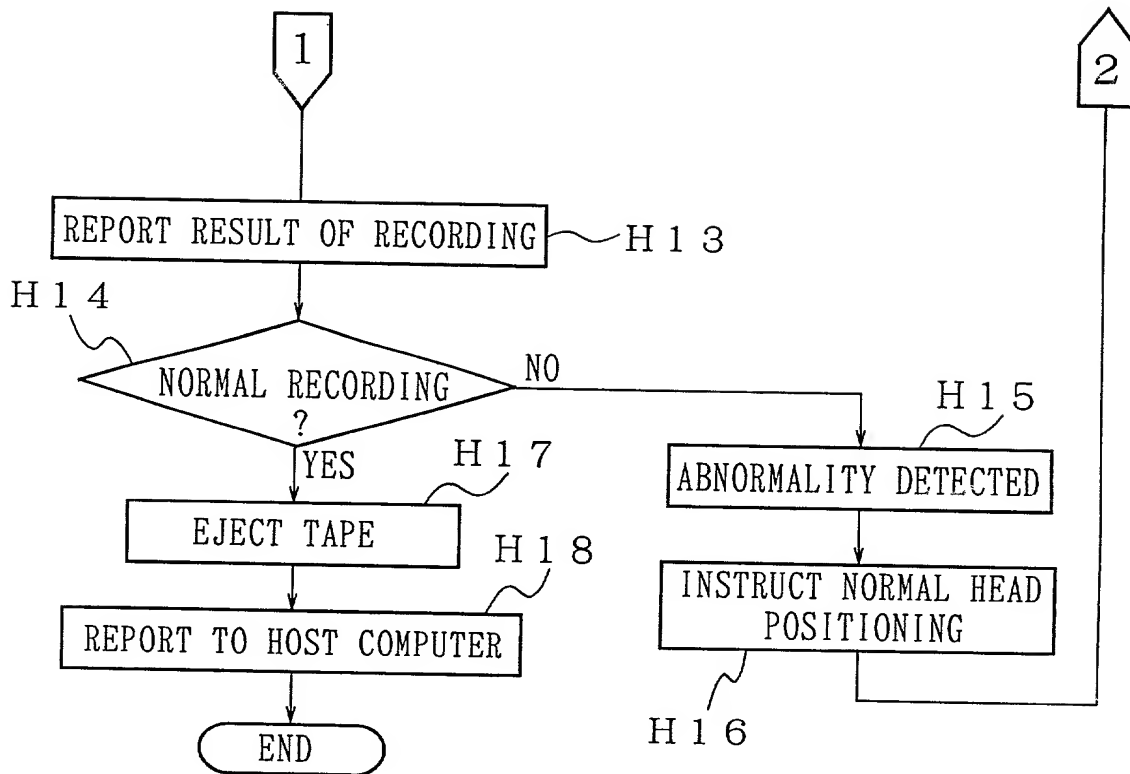 1
2
REPORT RESULT OF RECORDING
H13
H14
NORMAL RECORDING
?
NO
YES
H15
ABNORMALITY DETECTED
H17
EJECT TAPE
H18
INSTRUCT NORMAL HEAD
POSITIONING
REPORT TO HOST COMPUTER
H16
END